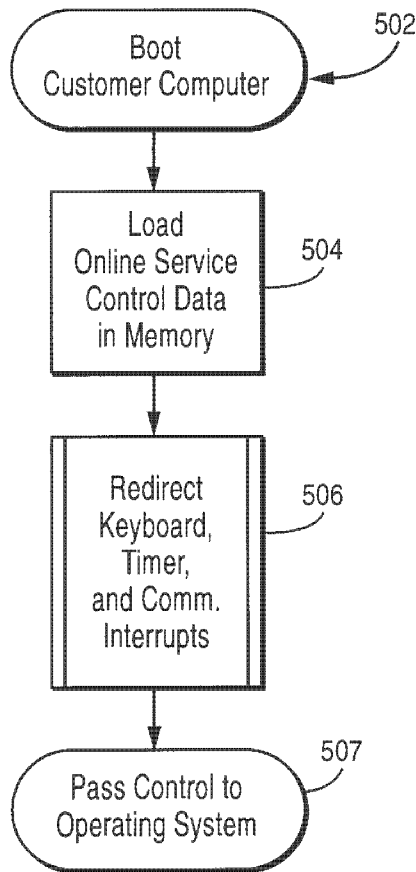 Boot
Customer Computer
502
Load
Online Service
Control Data
in Memory
504
Redirect
Keyboard,
Timer,
and Comm.
Interrupts
506
Pass Control to
Operating System
507